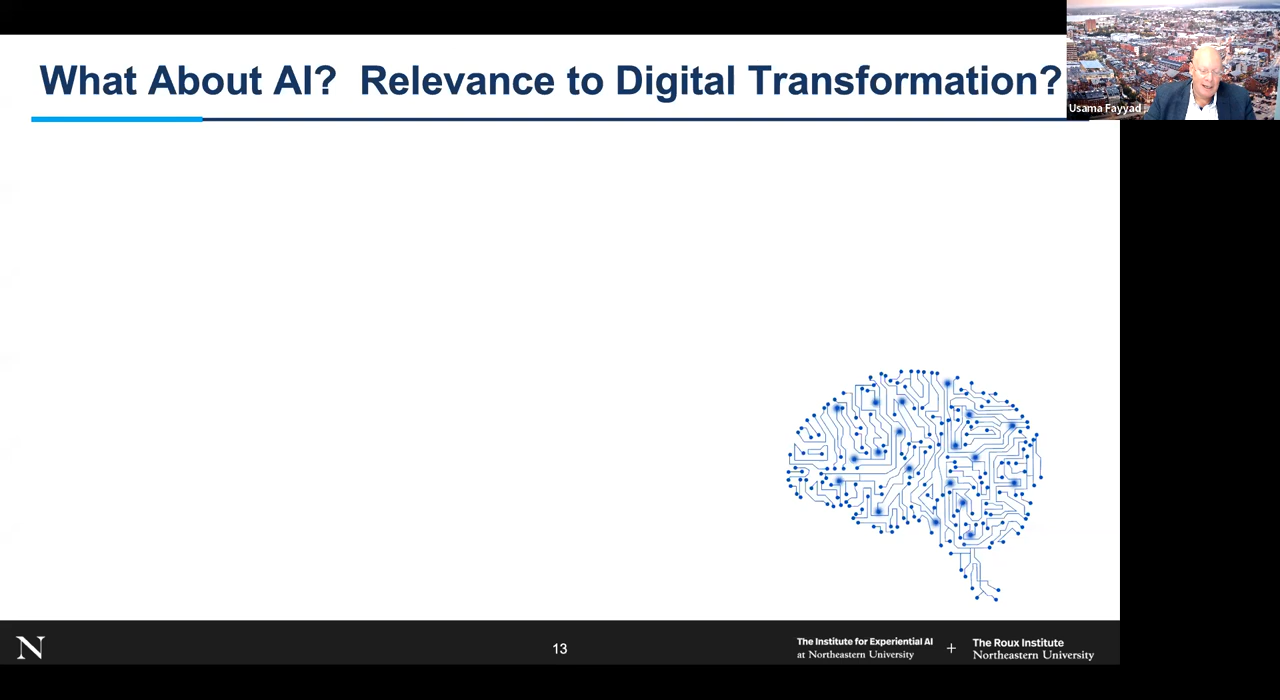 What About AI?  Relevance to Digital Transformation?
Usama Fayyad
N
13
The Institute for Experiential AI
at Northeastern University
+
The Roux Institute
Northeastern University